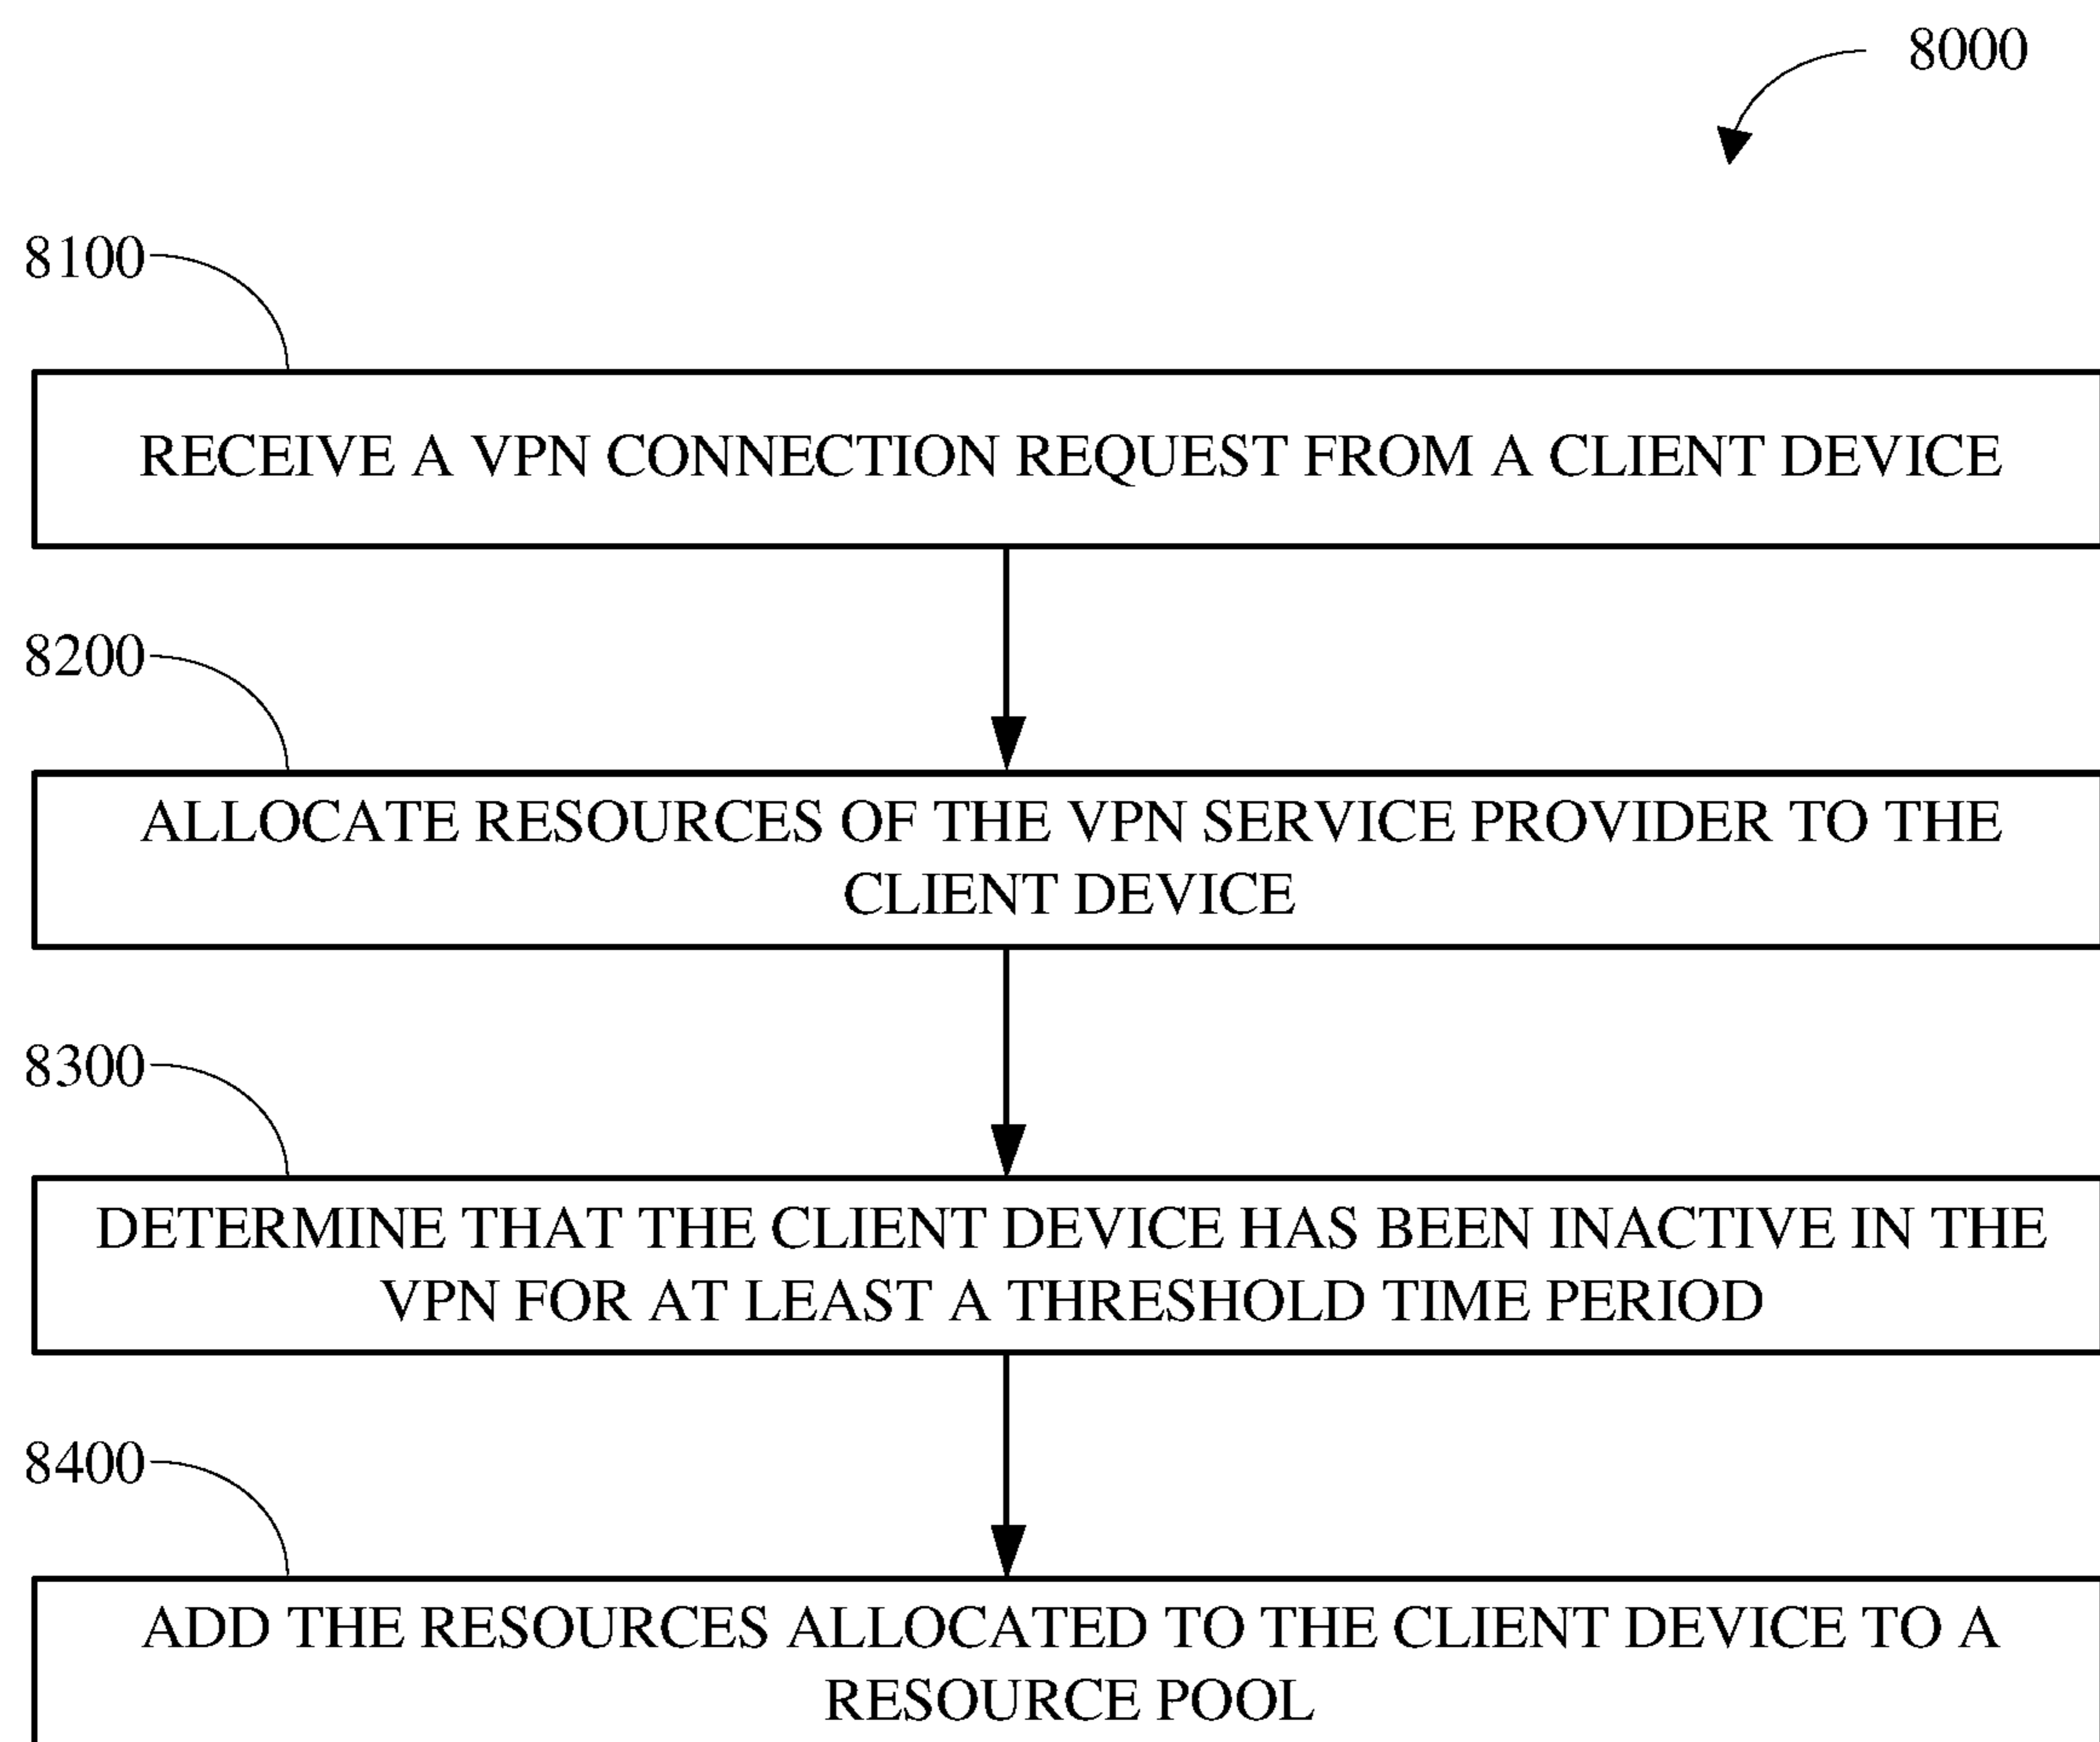 8000
8100
RECEIVE A VPN CONNECTION REQUEST FROM A CLIENT DEVICE
8200
ALLOCATE RESOURCES OF THE VPN SERVICE PROVIDER TO THE
CLIENT DEVICE
8300
DETERMINE THAT THE CLIENT DEVICE HAS BEEN INACTIVE IN THE
VPN FOR AT LEAST A THRESHOLD TIME PERIOD
8400
ADD THE RESOURCES ALLOCATED TO THE CLIENT DEVICE TO A
RESOURCE POOL